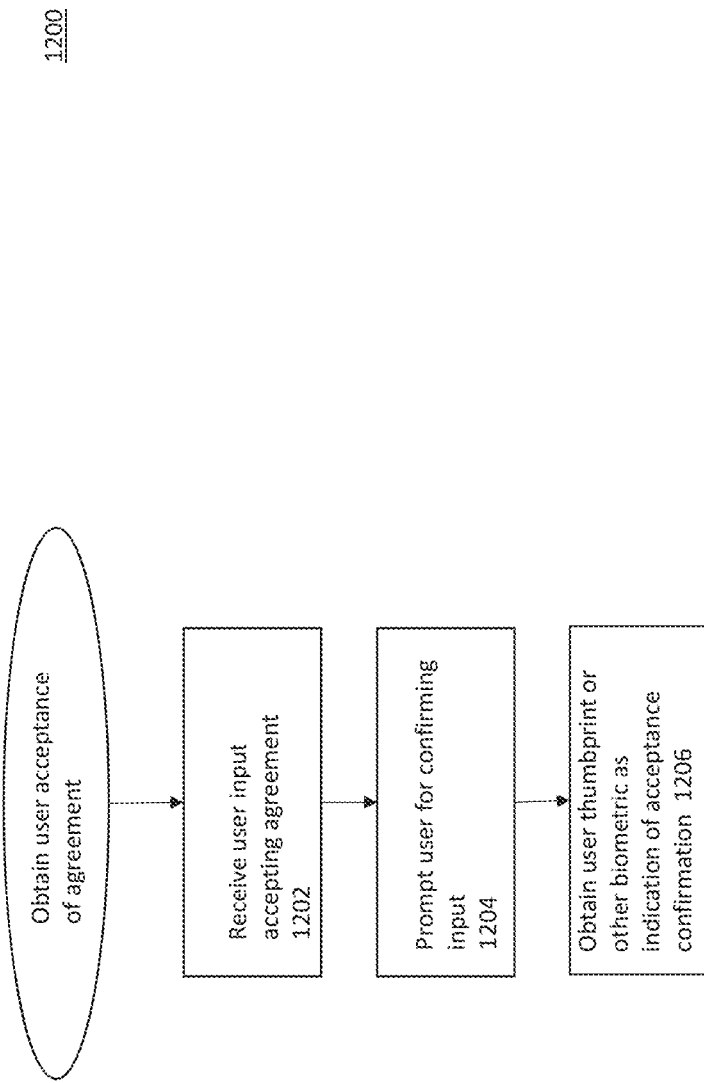 1200
Obtain user acceptance
of agreement
Receive user input
accepting agreement
1202
Prompt user for confirming
input
1204
Obtain user thumbprint or
other biometric as
indication of acceptance
confirmation 1206